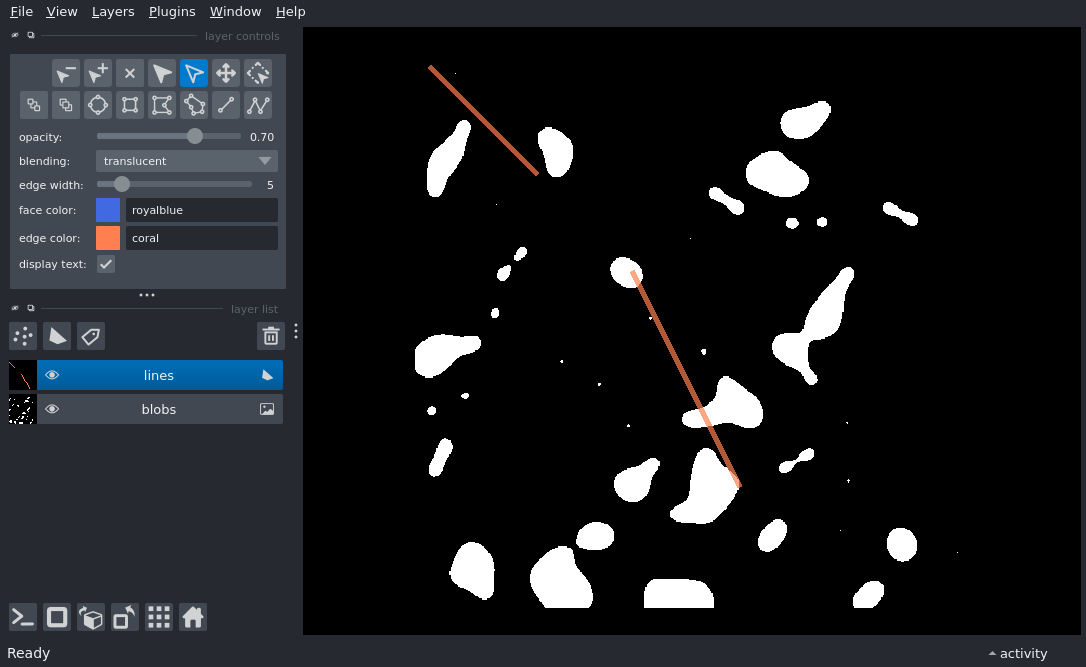 File View Layers Plugins Window Help
layer controls
opacity: 0.70
blending: translucent
edge width: 5
face color: royalblue
edge color: coral
display text:
layer list
lines
blobs
Ready
activity